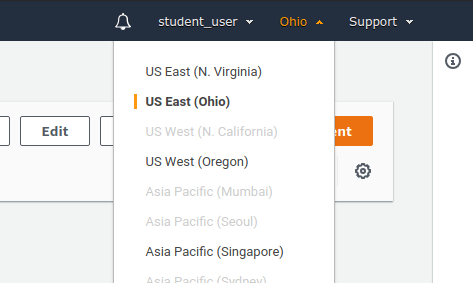 student_user Ohio Support
US East (N. Virginia)
US East (Ohio)
Edit
US West (N. California)
US West (Oregon)
Asia Pacific (Mumbai)
Asia Pacific (Seoul)
Asia Pacific (Singapore)
Asia Pacific (Sydney)